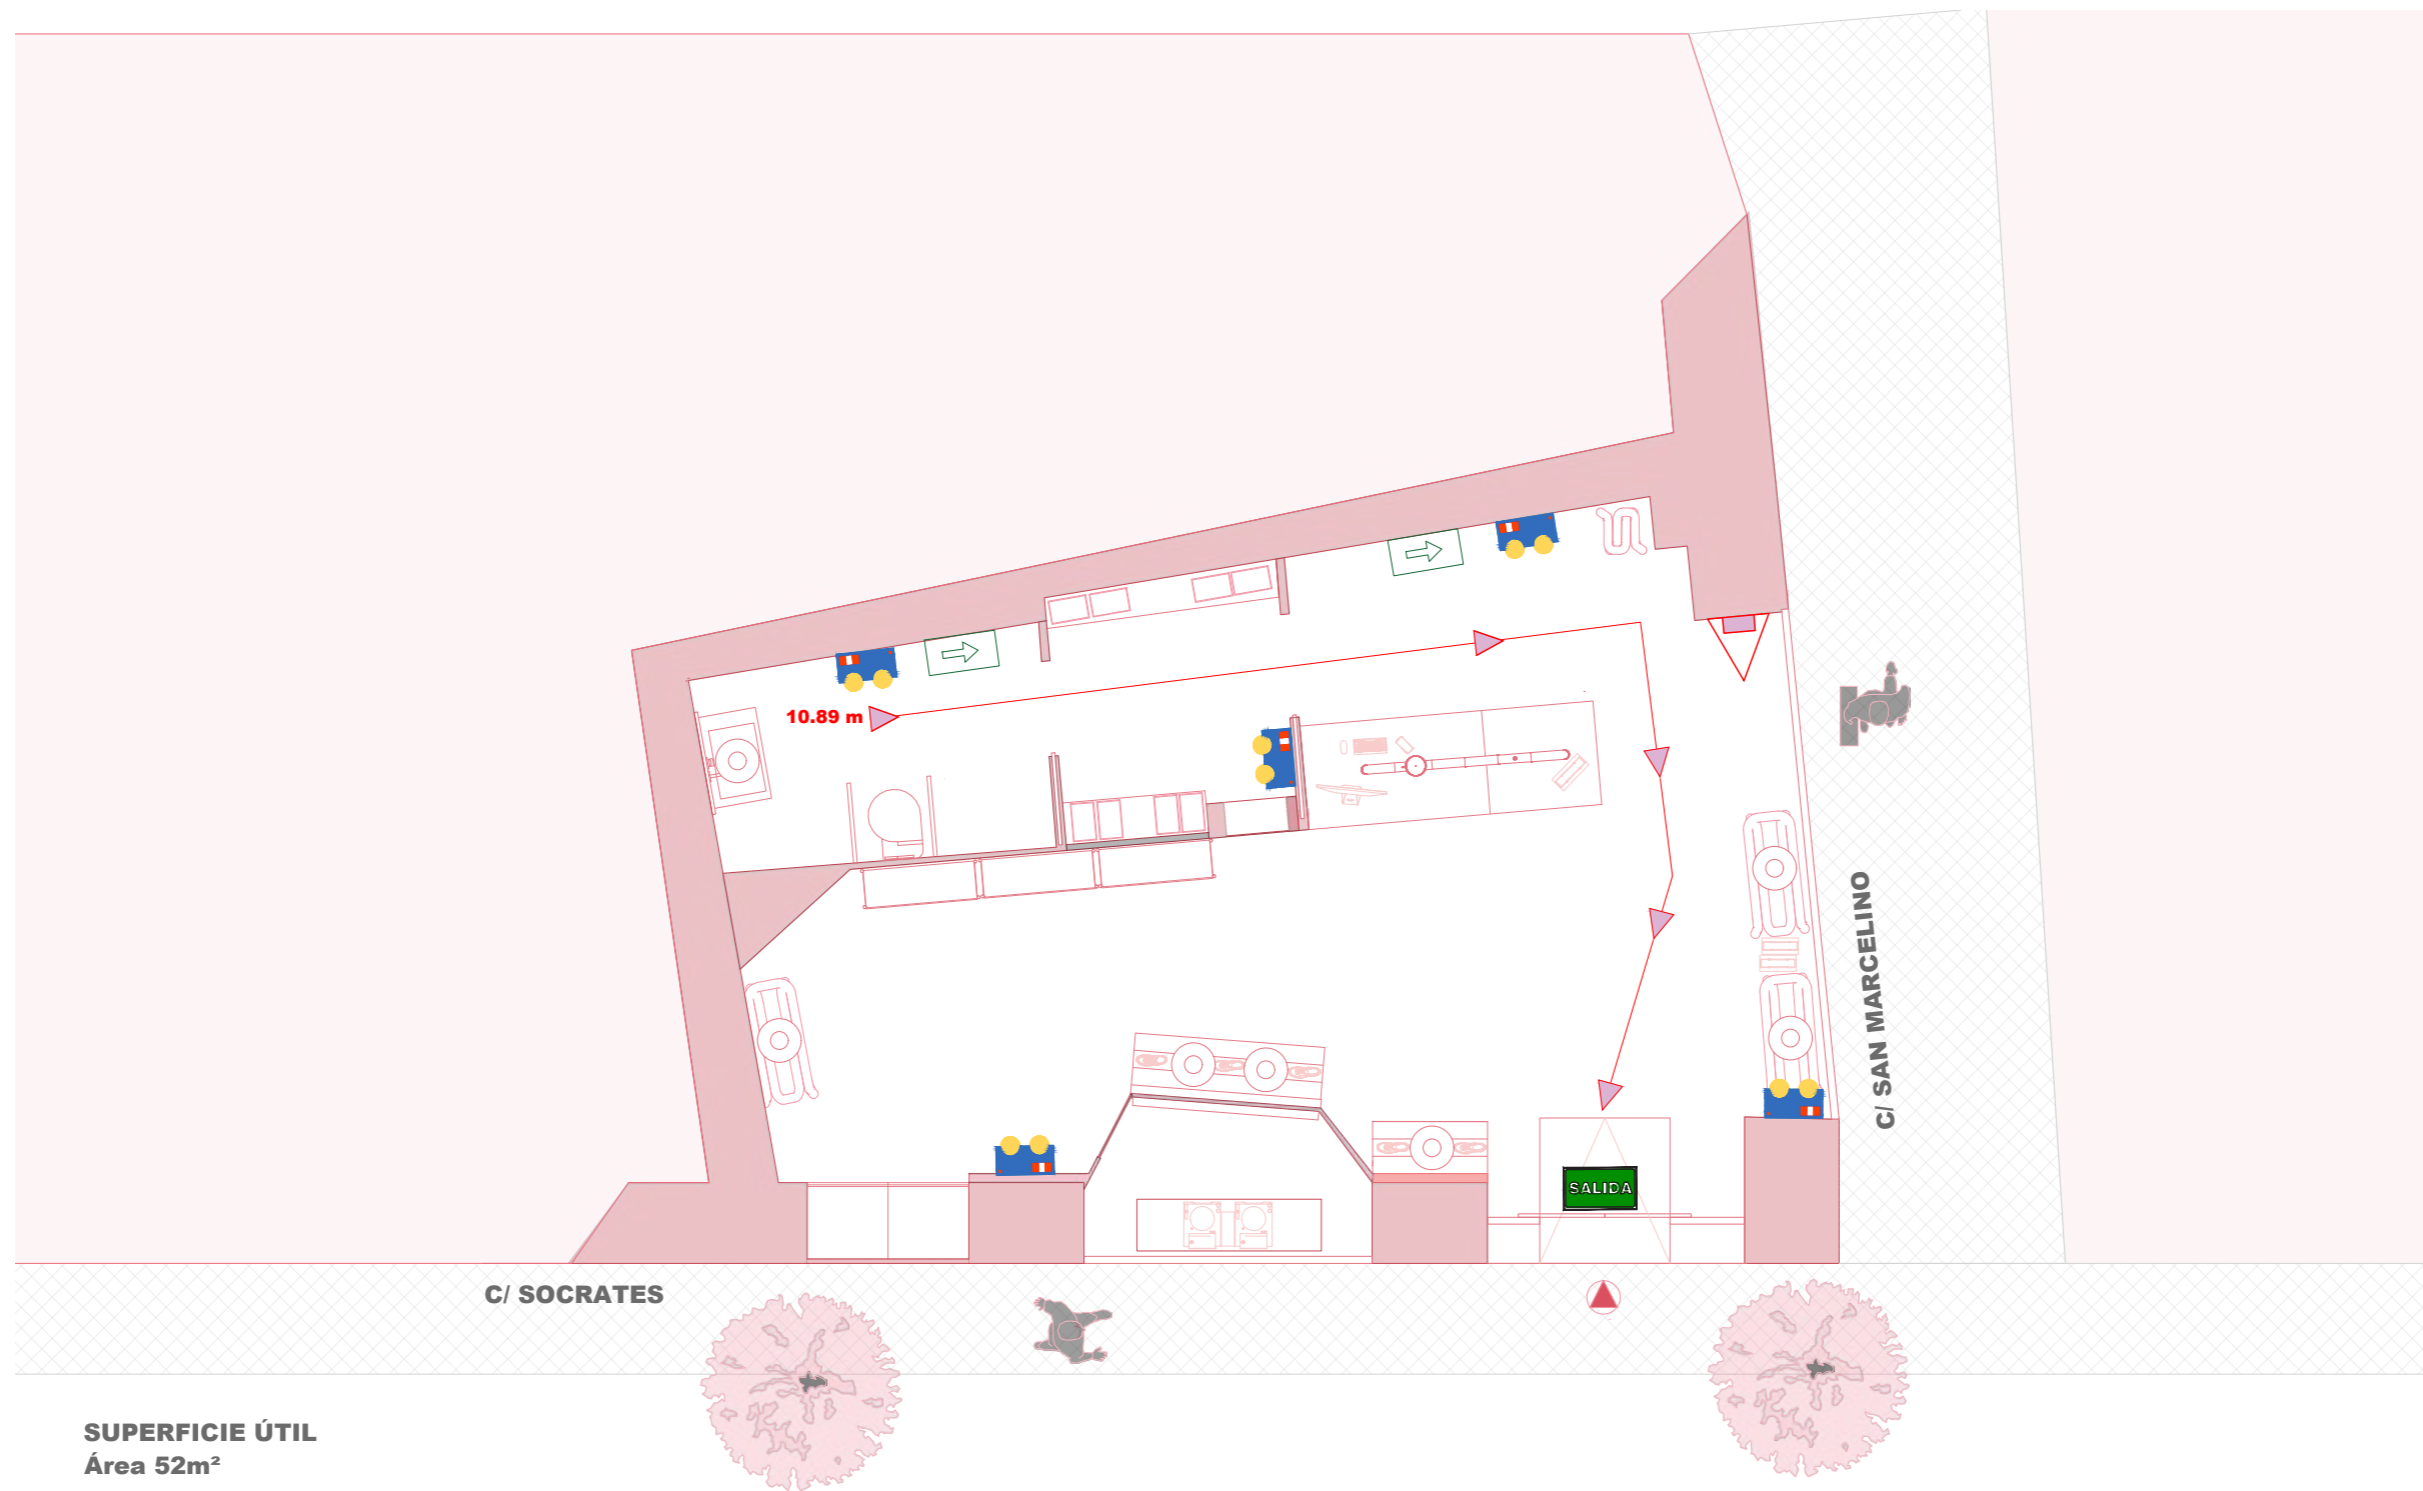 10.89 m
C/ SAN MARCELINO
SALIDA
C/ SOCRATES
SUPERFICIE ÚTIL
Área 52m²